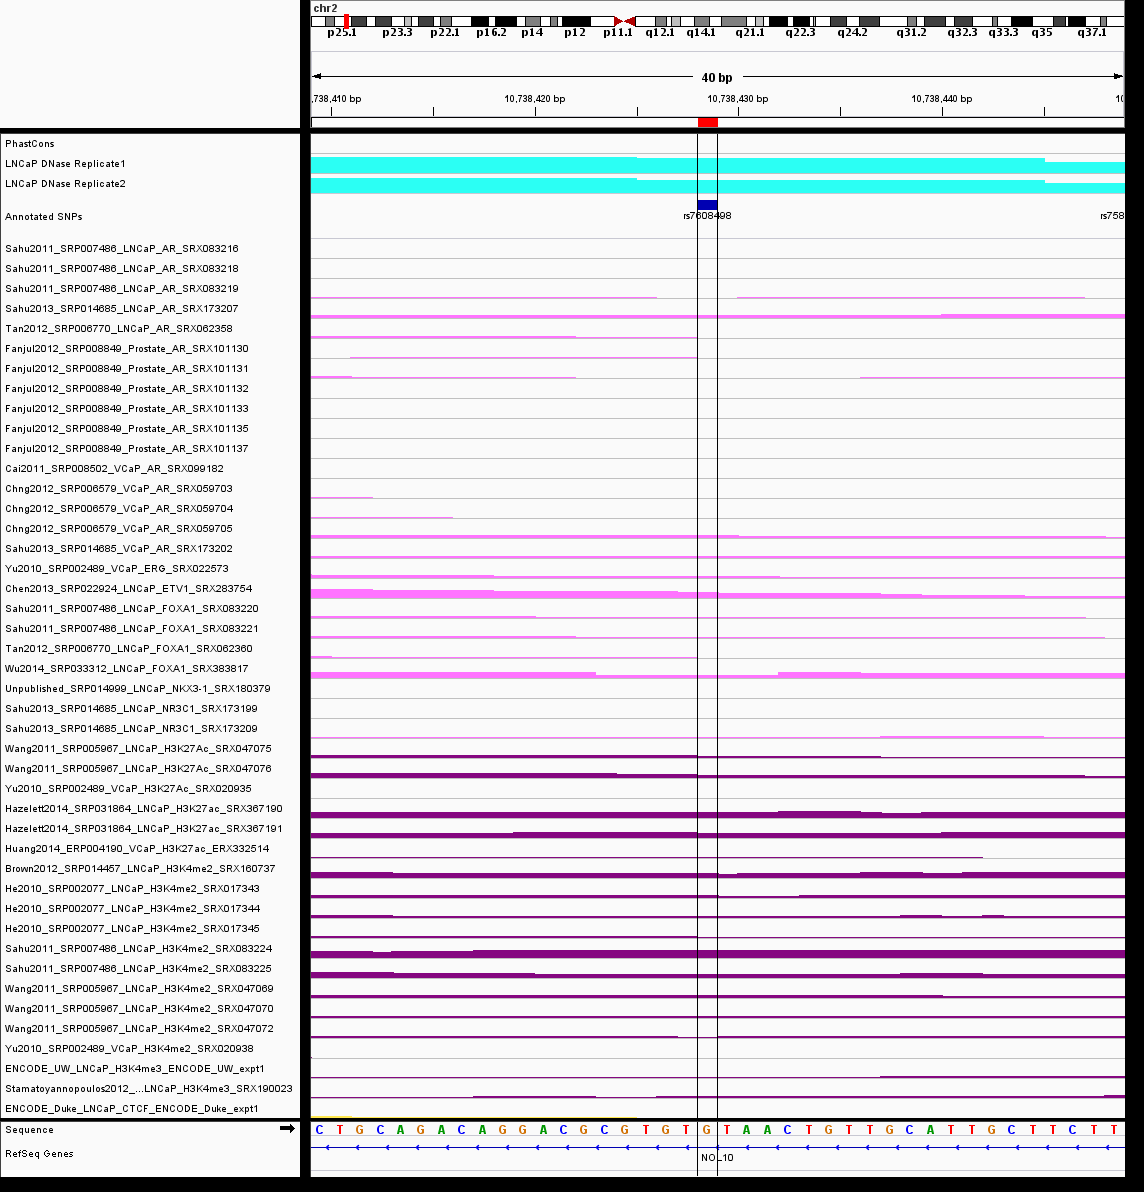 chr2
p25.1 p23.3 p22.1 p16.2 p14 p12 p11.1 q12.1 q14.1 q21.1 q22.3 q24.2 q31.2 q32.3 q33.3 q35 q37.1
40 bp
,738,410 bp 10,738,420 bp 10,738,430 bp 10,738,440 bp 10
PhastCons
LNCaP DNase Replicate1
LNCaP DNase Replicate2
Annotated SNPs rs7608498 rs758
Sahu2011_SRP007486_LNCaP_AR_SRX083216
Sahu2011_SRP007486_LNCaP_AR_SRX083218
Sahu2011_SRP007486_LNCaP_AR_SRX083219
Sahu2013_SRP014685_LNCaP_AR_SRX173207
Tan2012_SRP006770_LNCaP_AR_SRX062358
Fanjul2012_SRP008849_Prostate_AR_SRX101130
Fanjul2012_SRP008849_Prostate_AR_SRX101131
Fanjul2012_SRP008849_Prostate_AR_SRX101132
Fanjul2012_SRP008849_Prostate_AR_SRX101133
Fanjul2012_SRP008849_Prostate_AR_SRX101135
Fanjul2012_SRP008849_Prostate_AR_SRX101137
Cai2011_SRP008502_VCaP_AR_SRX099182
Chng2012_SRP006579_VCaP_AR_SRX059703
Chng2012_SRP006579_VCaP_AR_SRX059704
Chng2012_SRP006579_VCaP_AR_SRX059705
Sahu2013_SRP014685_VCaP_AR_SRX173202
Yu2010_SRP002489_VCaP_ERG_SRX022573
Chen2013_SRP022924_LNCaP_ETV1_SRX283754
Sahu2011_SRP007486_LNCaP_FOXA1_SRX083220
Sahu2011_SRP007486_LNCaP_FOXA1_SRX083221
Tan2012_SRP006770_LNCaP_FOXA1_SRX062360
Wu2014_SRP033312_LNCaP_FOXA1_SRX383817
Unpublished_SRP014999_LNCaP_NKX3-1_SRX180379
Sahu2013_SRP014685_LNCaP_NR3C1_SRX173199
Sahu2013_SRP014685_LNCaP_NR3C1_SRX173209
Wang2011_SRP005967_LNCaP_H3K27Ac_SRX047075
Wang2011_SRP005967_LNCaP_H3K27Ac_SRX047076
Yu2010_SRP002489_VCaP_H3K27Ac_SRX020935
Hazelett2014_SRP031864_LNCaP_H3K27ac_SRX367190
Hazelett2014_SRP031864_LNCaP_H3K27ac_SRX367191
Huang2014_ERP004190_VCaP_H3K27ac_ERX332514
Brown2012_SRP014457_LNCaP_H3K4me2_SRX160737
He2010_SRP002077_LNCaP_H3K4me2_SRX017343
He2010_SRP002077_LNCaP_H3K4me2_SRX017344
He2010_SRP002077_LNCaP_H3K4me2_SRX017345
Sahu2011_SRP007486_LNCaP_H3K4me2_SRX083224
Sahu2011_SRP007486_LNCaP_H3K4me2_SRX083225
Wang2011_SRP005967_LNCaP_H3K4me2_SRX047069
Wang2011_SRP005967_LNCaP_H3K4me2_SRX047070
Wang2011_SRP005967_LNCaP_H3K4me2_SRX047072
Yu2010_SRP002489_VCaP_H3K4me2_SRX020938
ENCODE_UW_LNCaP_H3K4me3_ENCODE_UW_expt1
Stamatoyannopoulos2012_...LNCaP_H3K4me3_SRX190023
ENCODE_Duke_LNCaP_CTCF_ENCODE_Duke_expt1
Sequence C T G C A G A C A G G A C G C G T G T G T A A C T G T T G C A T T G C T T C T T
RefSeq Genes NOL10